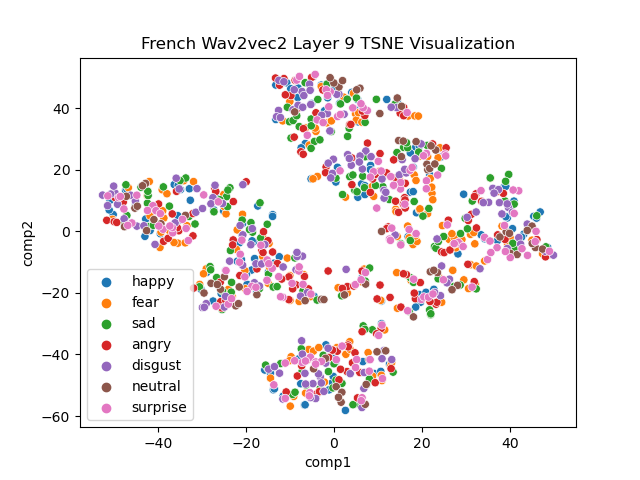 French Wav2vec2 Layer 9 TSNE Visualization
comp2
40
20
0
−20
−40
−60
happy
fear
sad
angry
disgust
neutral
surprise
−40
−20
0
20
40
comp1